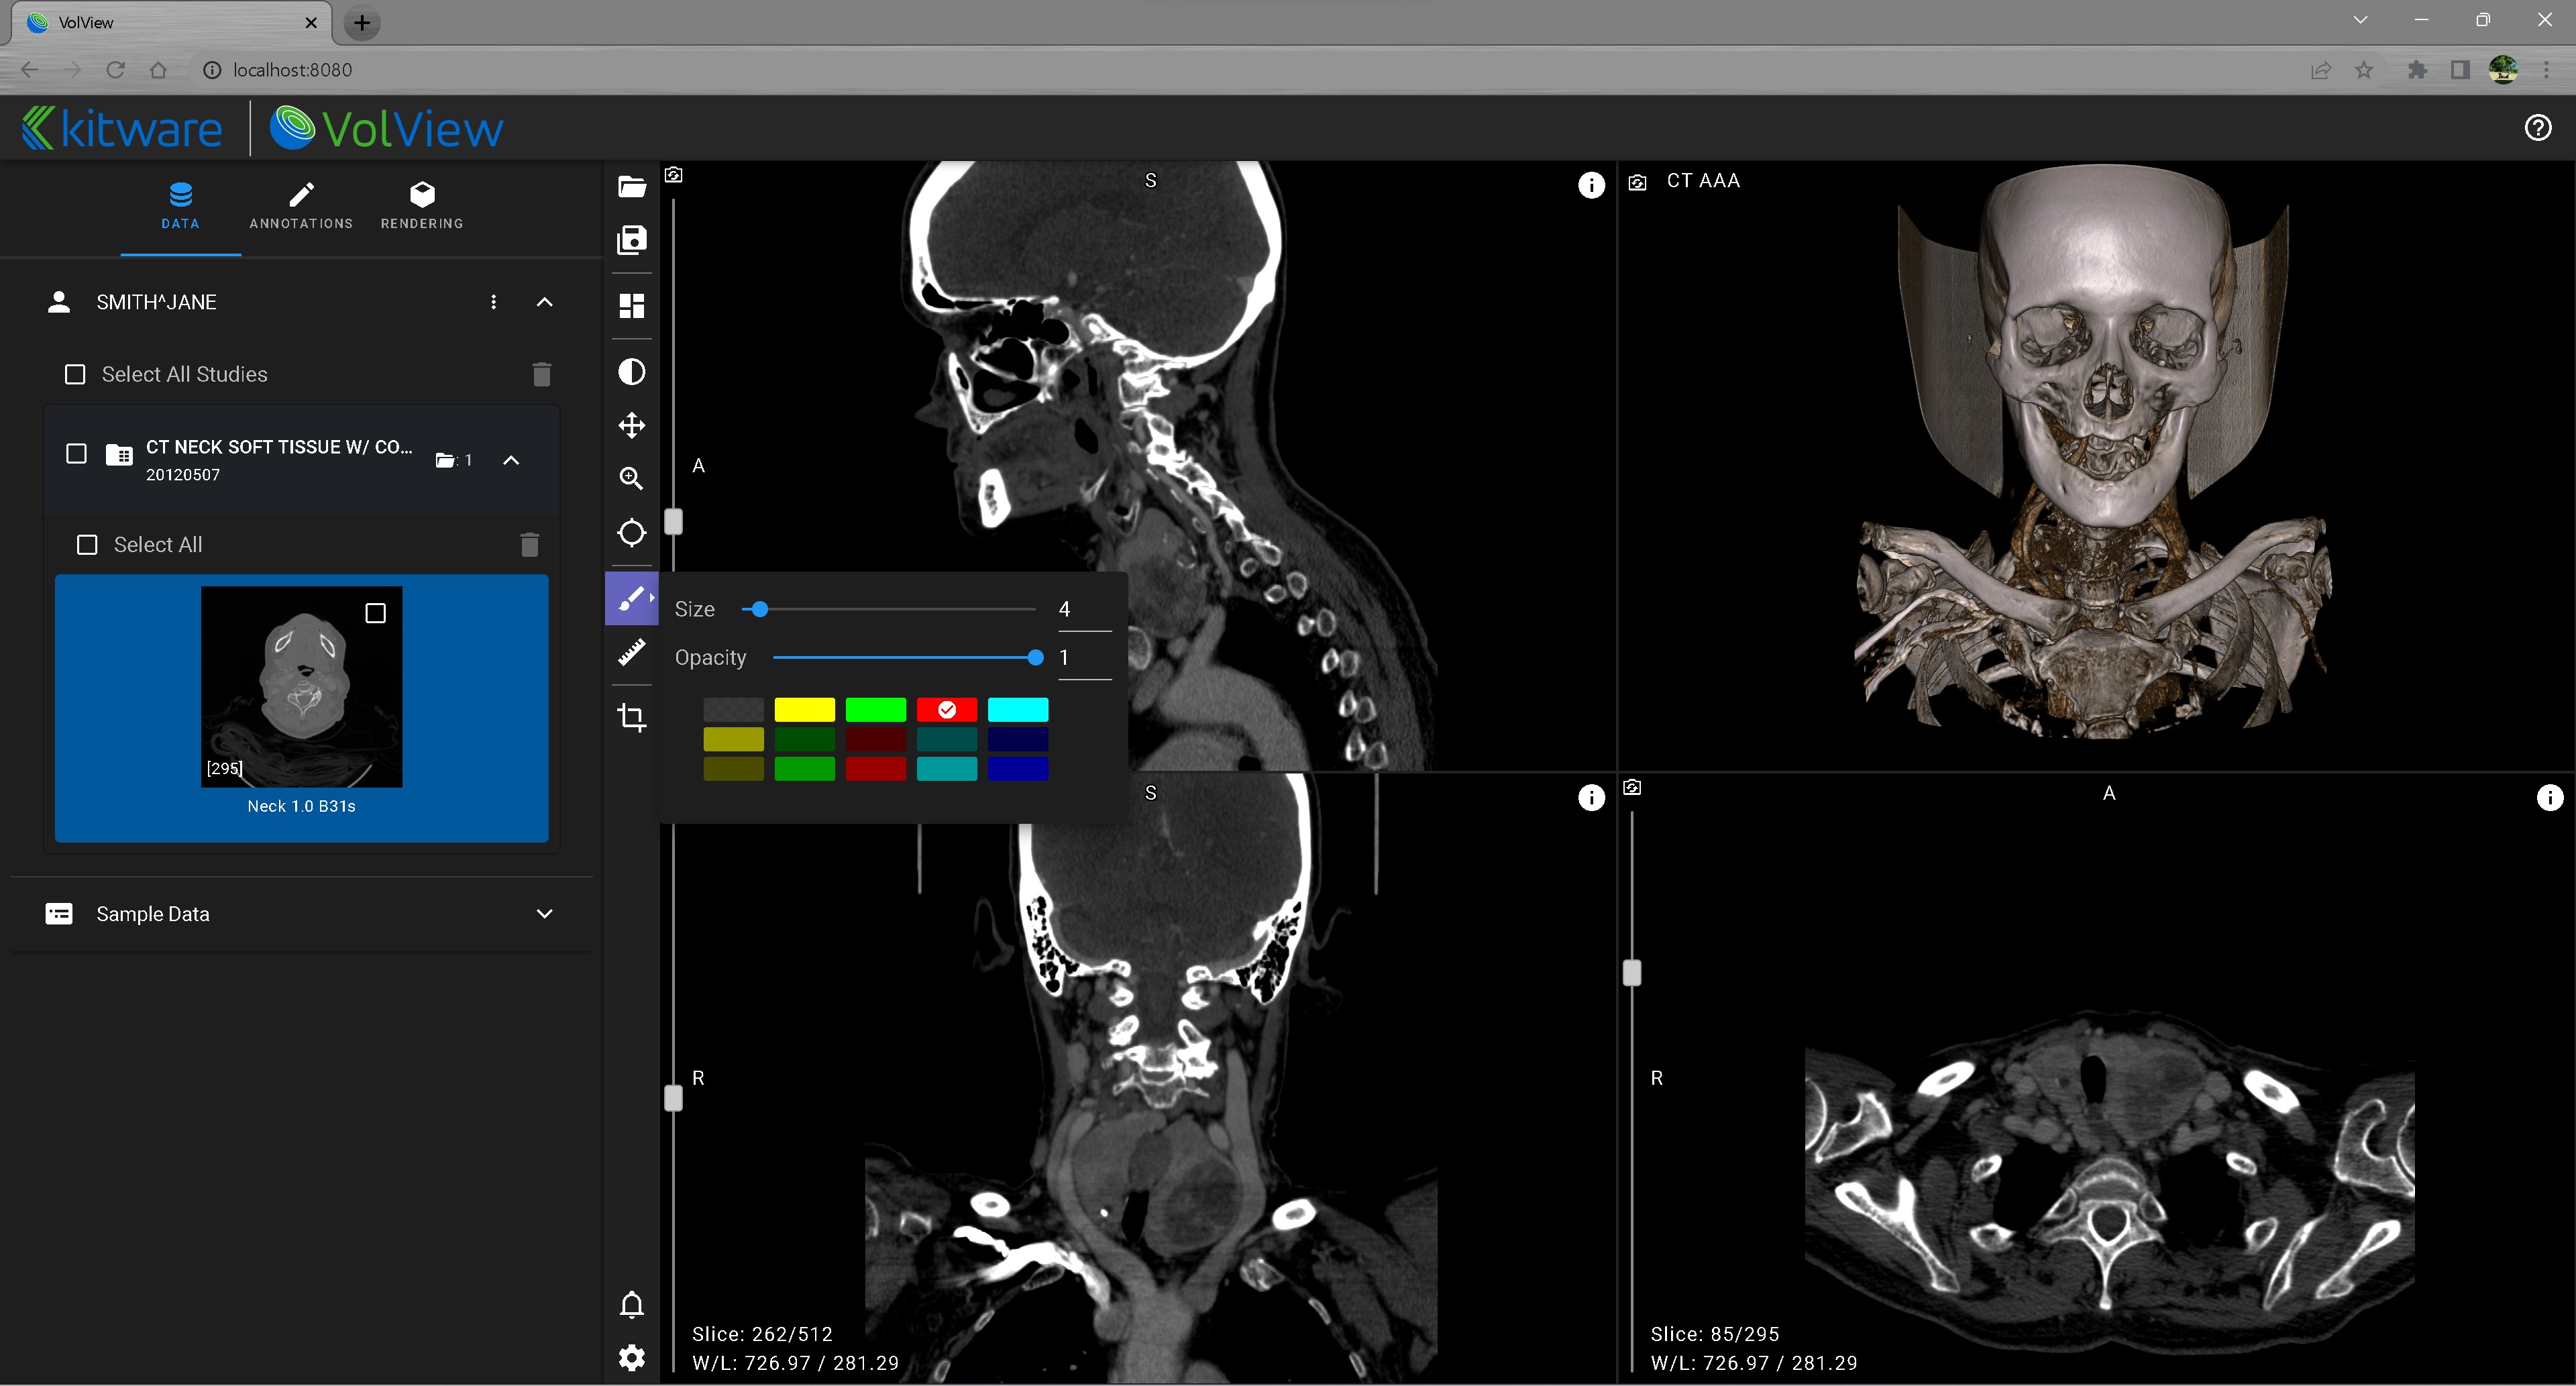 VolView
localhost:8080
kitware
VolView
DATA
ANNOTATIONS
RENDERING
SMITH^JANE
Select All Studies
CT NECK SOFT TISSUE W/ CO...
20120507
: 1
Select All
[295]
Neck 1.0 B31s
Sample Data
S
A
CT AAA
Size
4
Opacity
1
S
R
Slice: 262/512
W/L: 726.97 / 281.29
A
R
Slice: 85/295
W/L: 726.97 / 281.29